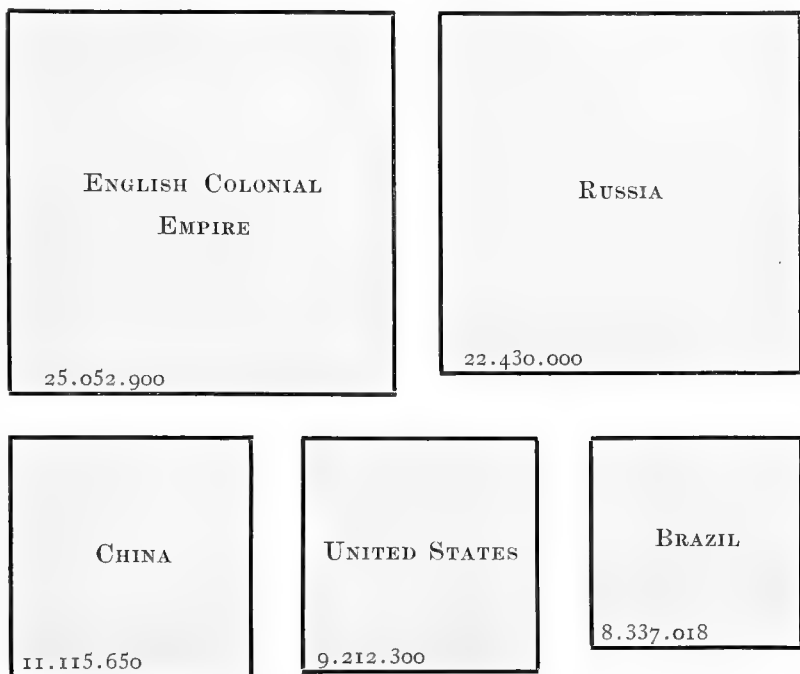 ENGLISH COLONIAL
EMPIRE
25.052.900
RUSSIA
22.430.000
CHINA
11.115.650
UNITED STATES
9.212.300
BRAZIL
8.337.018